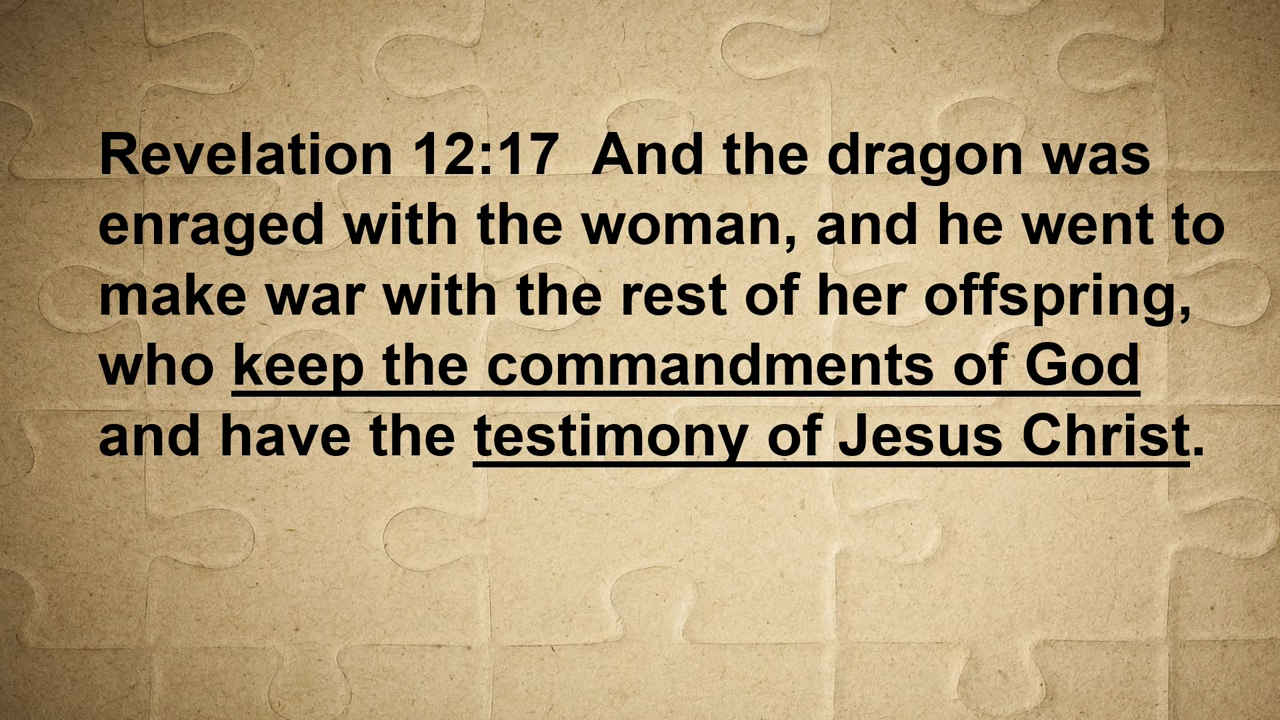 Revelation 12:17  And the dragon was
enraged with the woman, and he went to
make war with the rest of her offspring,
who keep the commandments of God
and have the testimony of Jesus Christ.